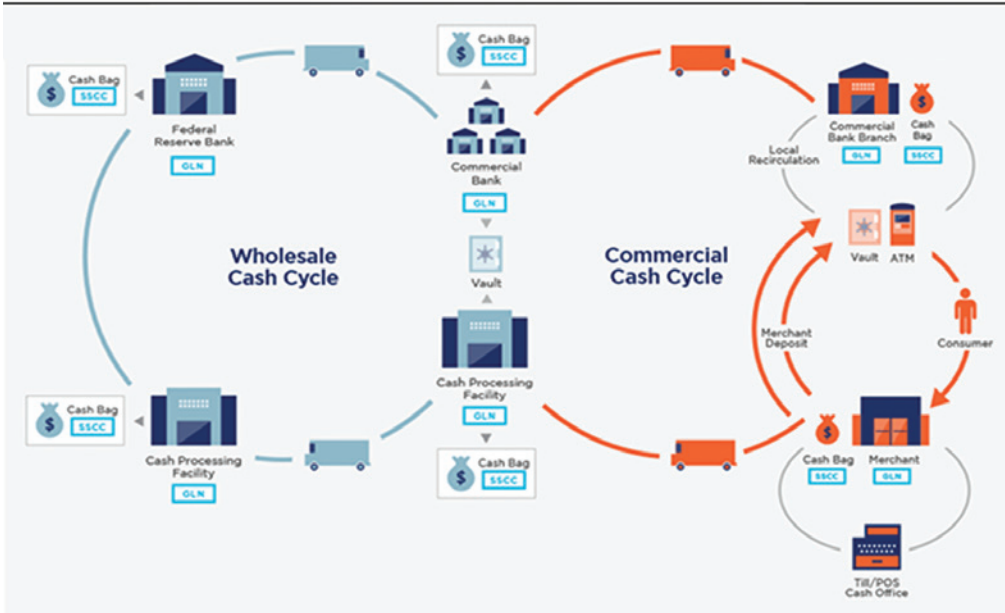 Cash Bag
SSCC
Federal
Reserve Bank
GLN
Cash Bag
SSCC
Commercial
Bank
GLN
Vault
Wholesale
Cash Cycle
Cash Processing
Facility
GLN
Cash Bag
SSCC
Cash Bag
SSCC
Cash Processing
Facility
GLN
Commercial
Cash Cycle
Commercial
Bank Branch
GLN
Cash
Bag
SSCC
Local
Recirculation
Vault
ATM
Consumer
Merchant
Deposit
Cash Bag
SSCC
Merchant
GLN
Till/POS
Cash Office